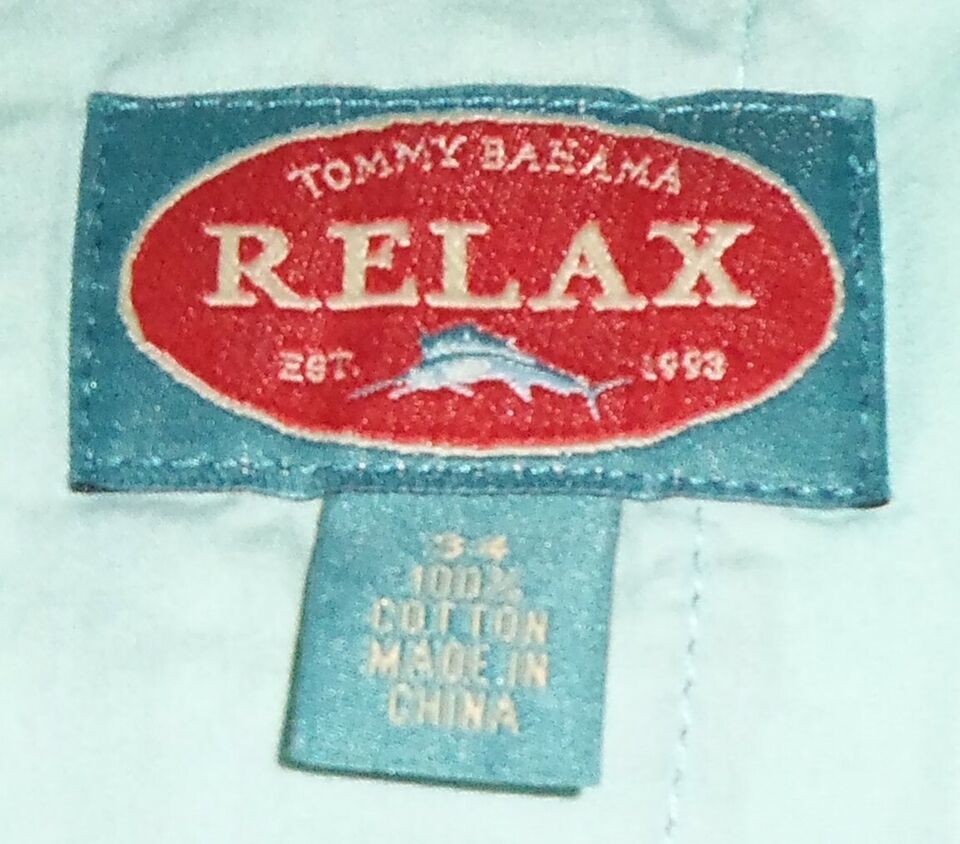 TOMMY BAHAMA
RELAX
EST. 1993
34
100%
COTTON
MADE IN
CHINA